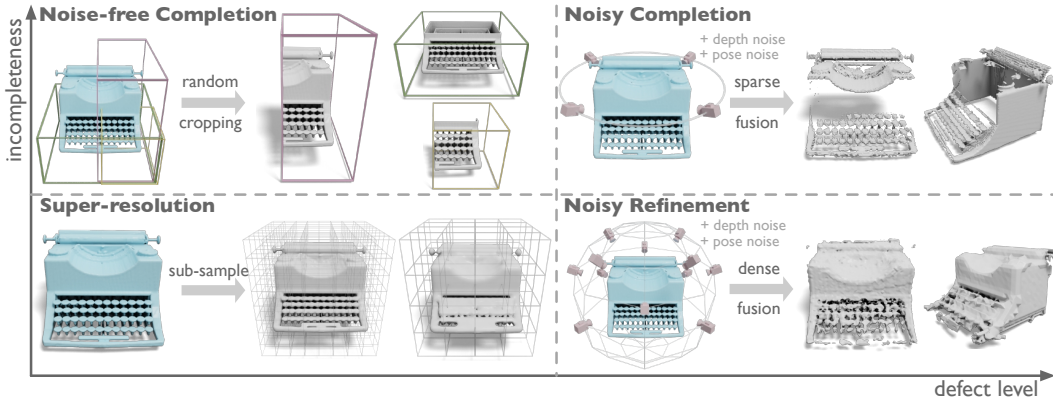 incompleteness
Noise-free Completion
random
cropping
Noisy Completion
+ depth noise
+ pose noise
sparse
fusion
Super-resolution
sub-sample
Noisy Refinement
+ depth noise
+ pose noise
dense
fusion
defect level